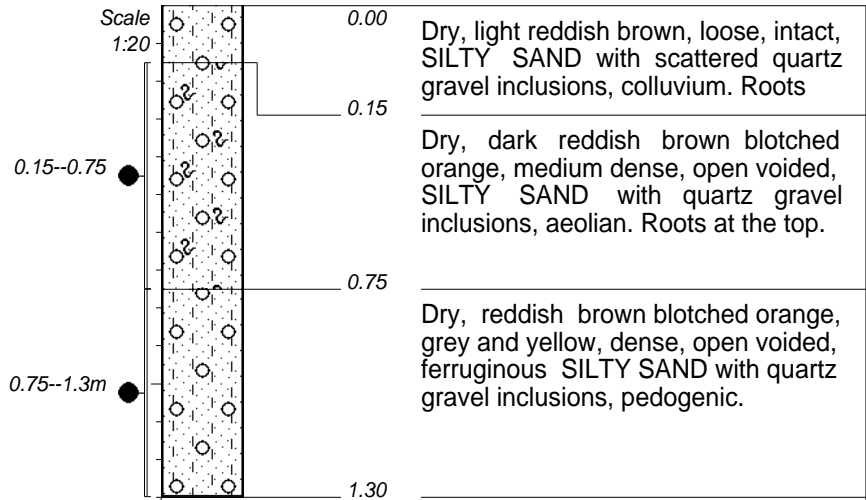 Scale
1:20
0.00
Dry, light reddish brown, loose, intact,
SILTY SAND with scattered quartz
gravel inclusions, colluvium. Roots
0.15
Dry, dark reddish brown blotched
orange, medium dense, open voided,
SILTY SAND with quartz gravel
inclusions, aeolian. Roots at the top.
0.15--0.75
0.75
Dry, reddish brown blotched orange,
grey and yellow, dense, open voided,
ferruginous SILTY SAND with quartz
gravel inclusions, pedogenic.
0.75--1.3m
1.30